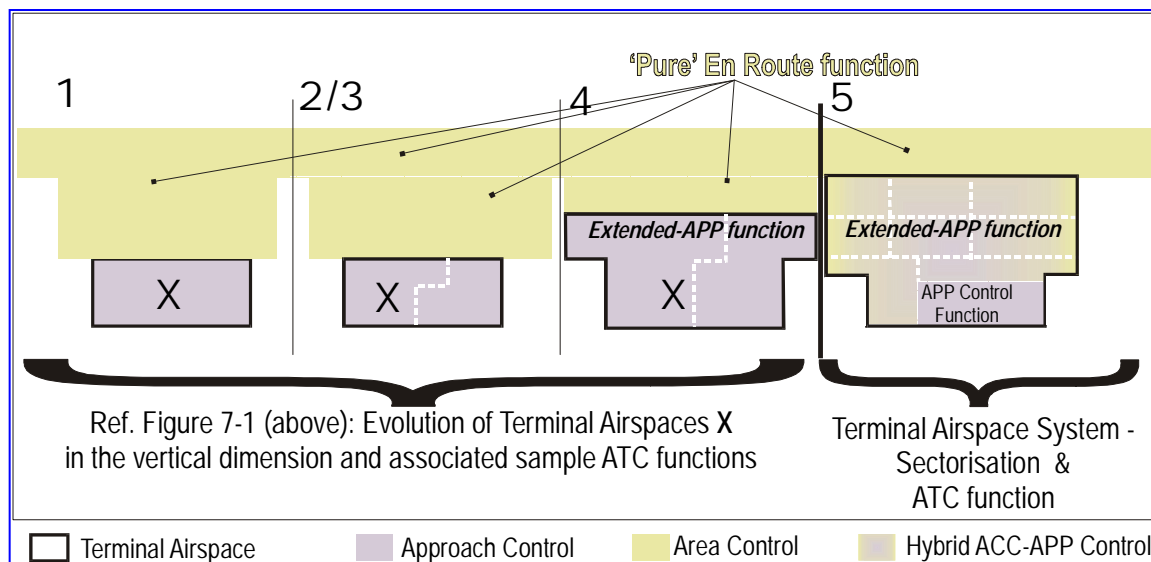 'Pure' En Route function
1
2/3
4
5
Extended-APP function
Extended-APP function
X
X
X
APP Control
Function
Ref. Figure 7-1 (above): Evolution of Terminal Airspaces X
in the vertical dimension and associated sample ATC functions
Terminal Airspace System -
Sectorisation &
ATC function
Terminal Airspace
Approach Control
Area Control
Hybrid ACC-APP Control